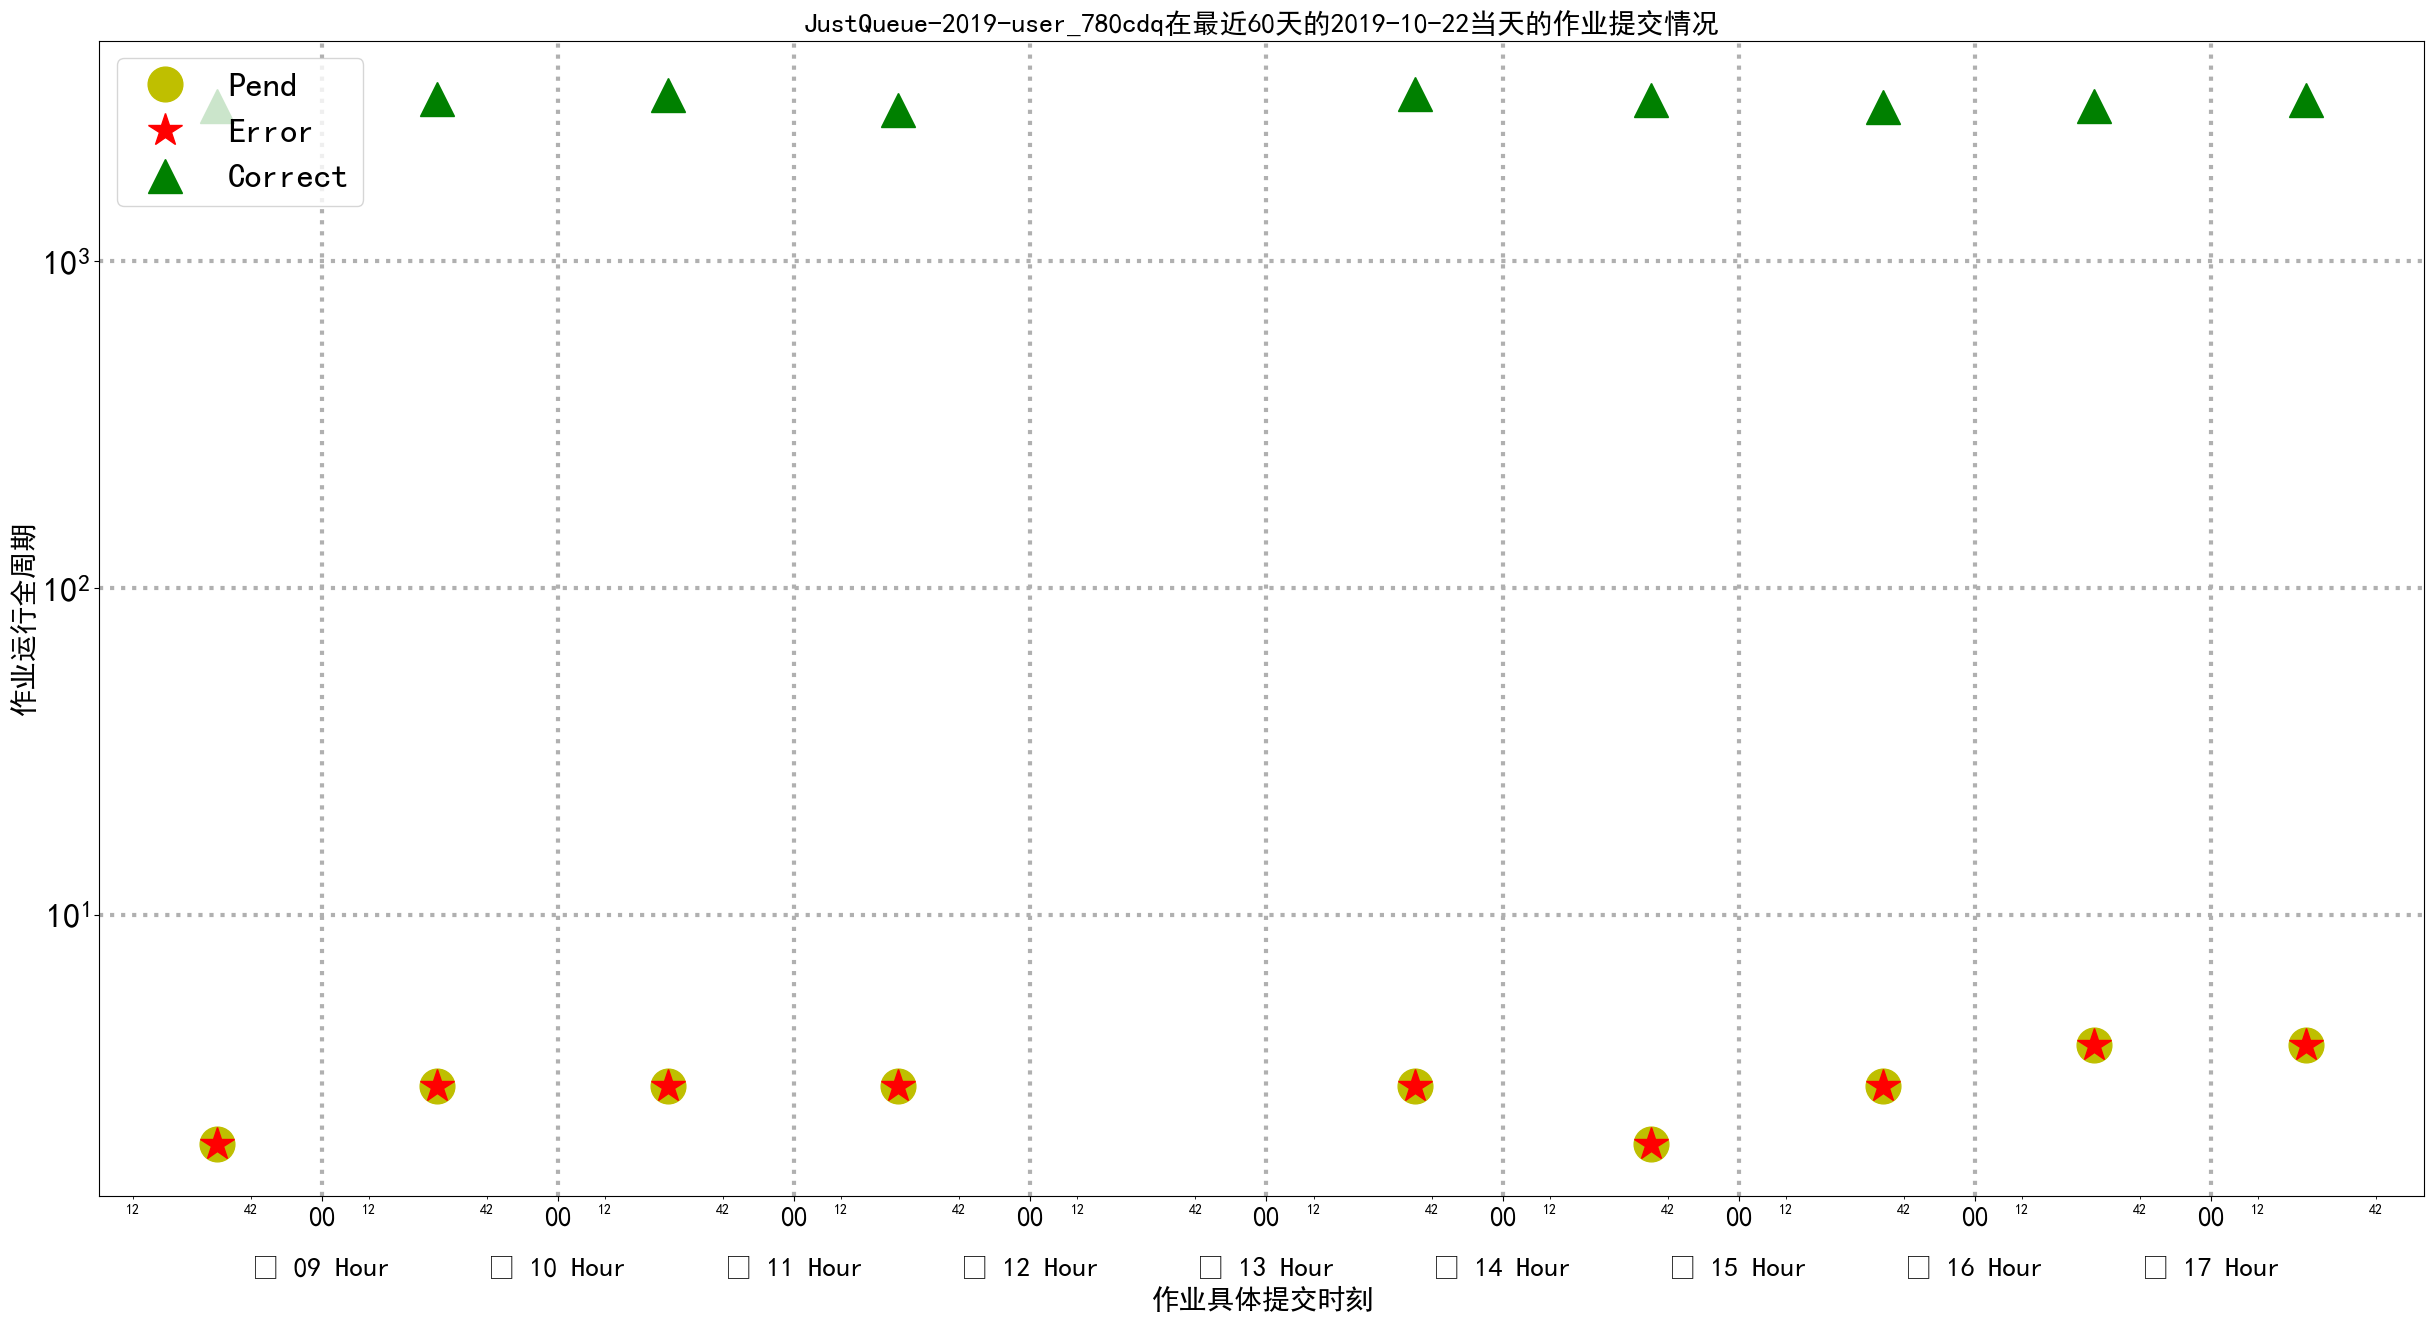 JustQueue-2019-user_780cdq在最近60天的2019-10-22当天的作业提交情况
Pend
Error
Correct
10³
10²
10¹
作业运行全周期
12 42 00 12 42 00 12 42 00 12 42 00 12 42 00 12 42 00 12 42 00 12 42 00 12 42 00 12 42
□ 09 Hour □ 10 Hour □ 11 Hour □ 12 Hour □ 13 Hour □ 14 Hour □ 15 Hour □ 16 Hour □ 17 Hour
作业具体提交时刻